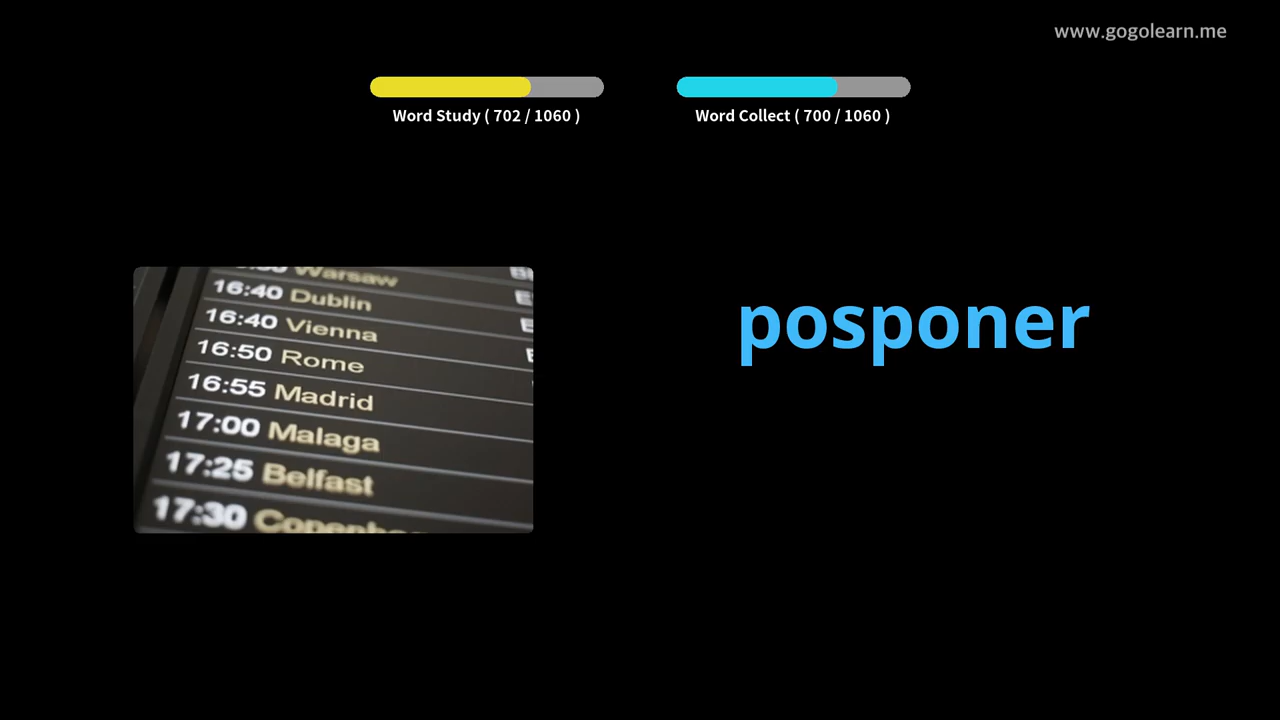 www.gogolearn.me
Word Study ( 702 / 1060 )
Word Collect ( 700 / 1060 )
Warsaw
16:40 Dublin
16:40 Vienna
16:50 Rome
16:55 Madrid
17:00 Malaga
17:25 Belfast
17:30
posponer